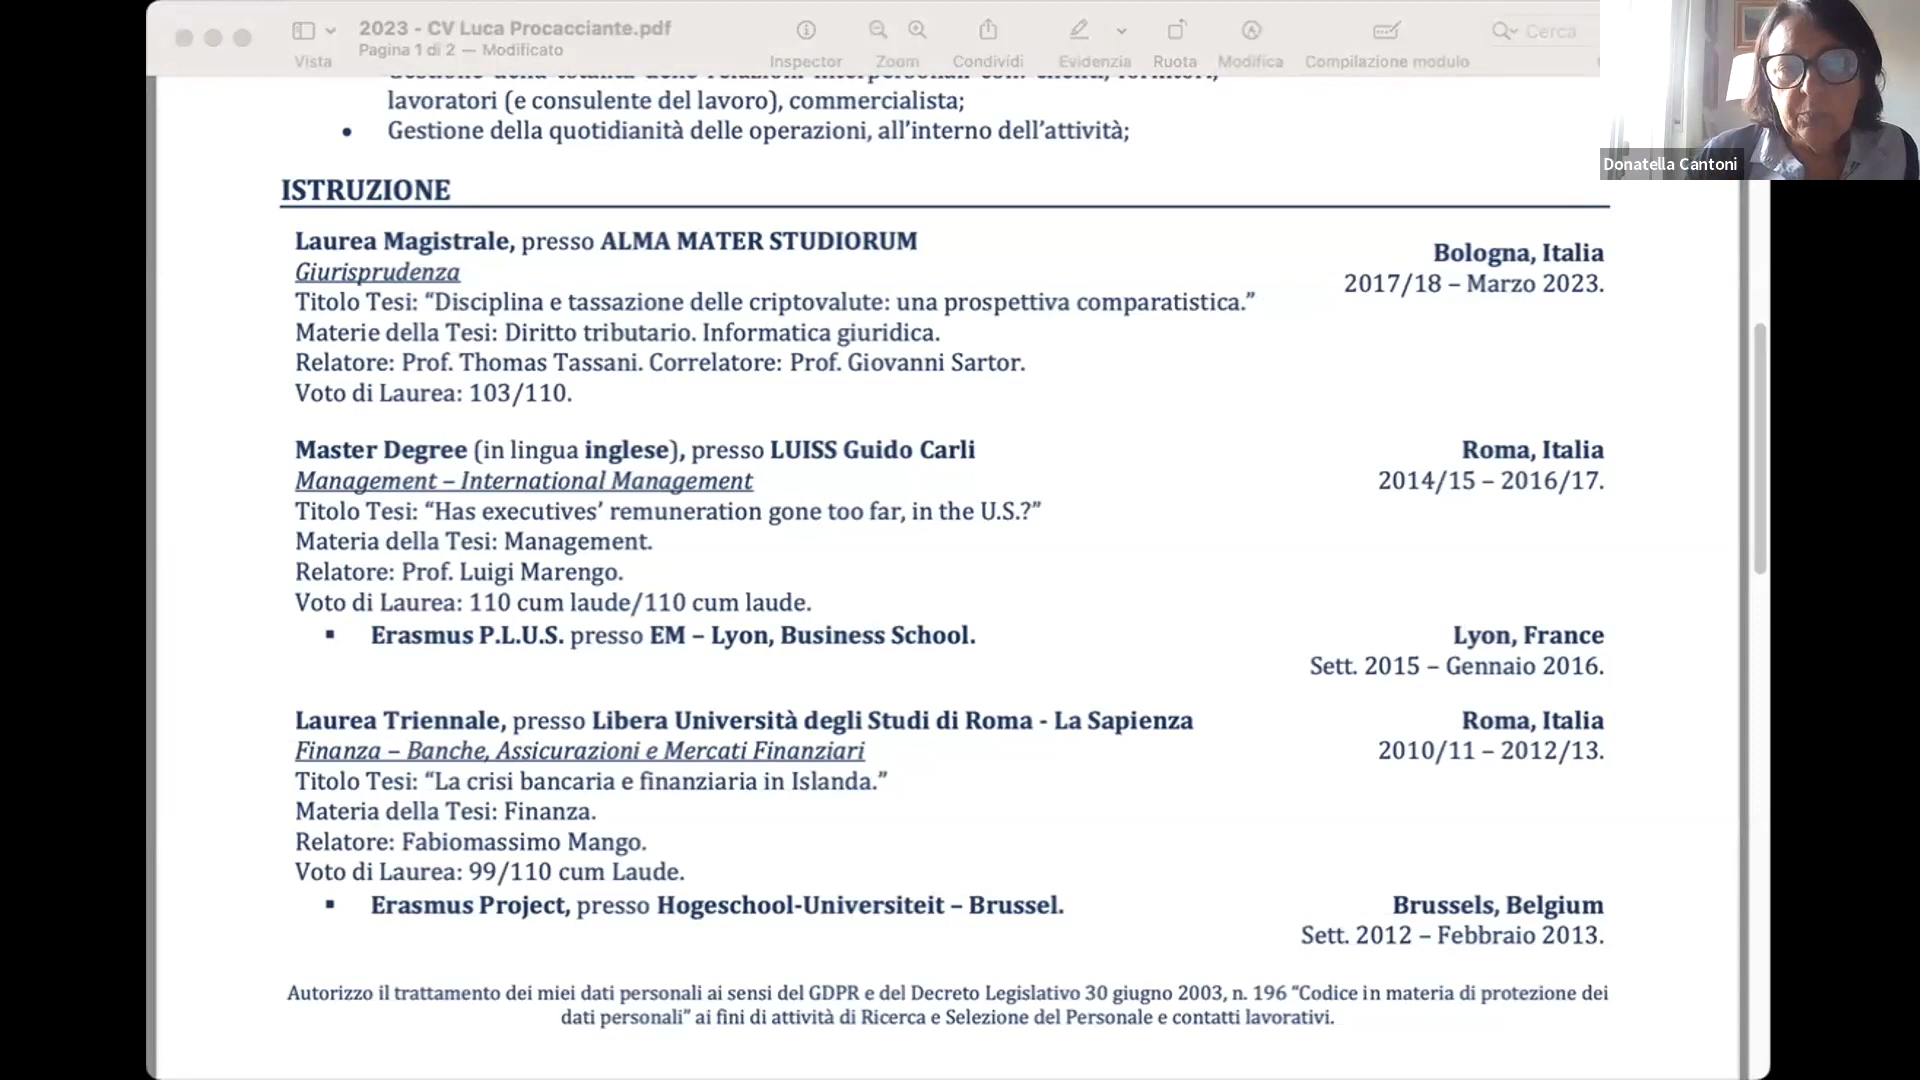 2023 - CV Luca Procacciante.pdf
Pagina 1 di 2 — Modificato
Vista
Inspector
Zoom
Condividi
Evidenzia
Ruota
Modifica
Compilazione modulo
Cerca
Donatella Cantoni
Gestione della totalità delle relazioni interpersonali con: clienti, fornitori,
lavoratori (e consulente del lavoro), commercialista;
• Gestione della quotidianità delle operazioni, all’interno dell’attività;
ISTRUZIONE
Laurea Magistrale, presso ALMA MATER STUDIORUM
Bologna, Italia
Giurisprudenza
2017/18 – Marzo 2023.
Titolo Tesi: “Disciplina e tassazione delle criptovalute: una prospettiva comparatistica.”
Materie della Tesi: Diritto tributario. Informatica giuridica.
Relatore: Prof. Thomas Tassani. Correlatore: Prof. Giovanni Sartor.
Voto di Laurea: 103/110.
Master Degree (in lingua inglese), presso LUISS Guido Carli
Roma, Italia
Management – International Management
2014/15 – 2016/17.
Titolo Tesi: “Has executives’ remuneration gone too far, in the U.S.?”
Materia della Tesi: Management.
Relatore: Prof. Luigi Marengo.
Voto di Laurea: 110 cum laude/110 cum laude.
▪ Erasmus P.L.U.S. presso EM – Lyon, Business School.
Lyon, France
Sett. 2015 – Gennaio 2016.
Laurea Triennale, presso Libera Università degli Studi di Roma - La Sapienza
Roma, Italia
Finanza – Banche, Assicurazioni e Mercati Finanziari
2010/11 – 2012/13.
Titolo Tesi: “La crisi bancaria e finanziaria in Islanda.”
Materia della Tesi: Finanza.
Relatore: Fabiomassimo Mango.
Voto di Laurea: 99/110 cum Laude.
▪ Erasmus Project, presso Hogeschool-Universiteit – Brussel.
Brussels, Belgium
Sett. 2012 – Febbraio 2013.
Autorizzo il trattamento dei miei dati personali ai sensi del GDPR e del Decreto Legislativo 30 giugno 2003, n. 196 “Codice in materia di protezione dei
dati personali” ai fini di attività di Ricerca e Selezione del Personale e contatti lavorativi.